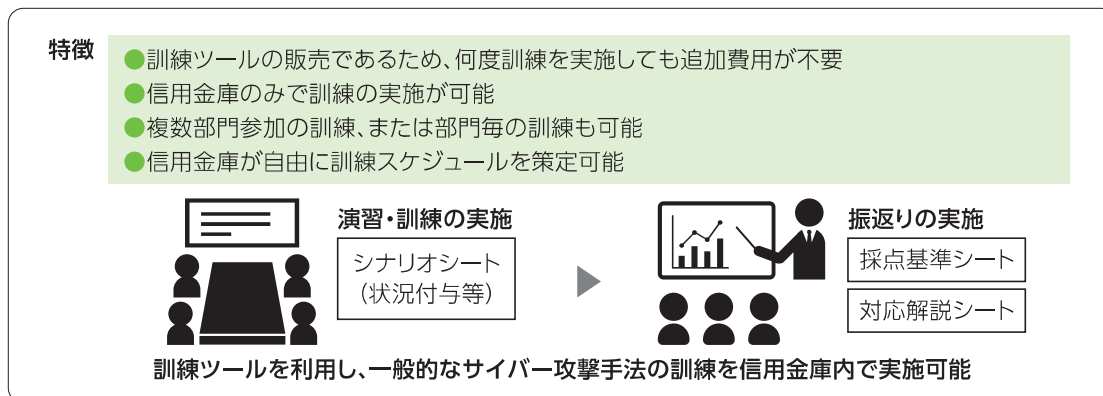 特徴
●訓練ツールの販売であるため、何度訓練を実施しても追加費用が不要
●信用金庫のみで訓練の実施が可能
●複数部門参加の訓練、または部門毎の訓練も可能
●信用金庫が自由に訓練スケジュールを策定可能
演習・訓練の実施
シナリオシート
（状況付与等）
振返りの実施
採点基準シート
対応解説シート
訓練ツールを利用し、一般的なサイバー攻撃手法の訓練を信用金庫内で実施可能